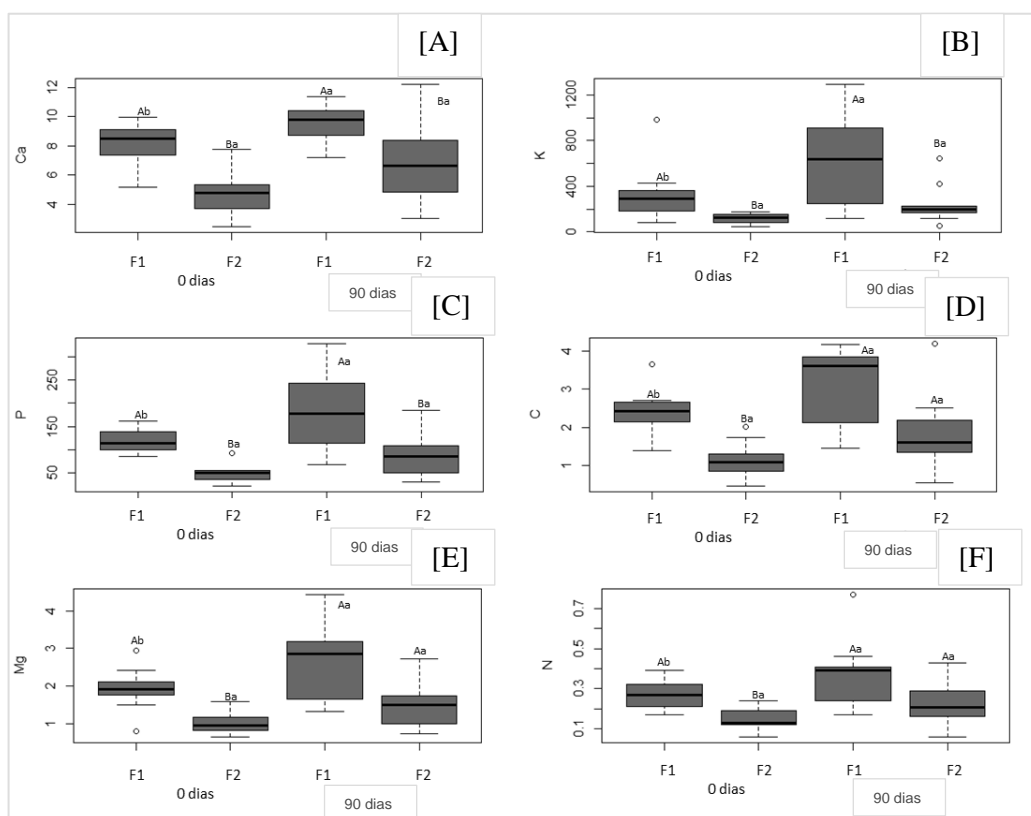 [A]
Ca
12
10
8
6
4
Ab
Ba
Aa
Ba
F1 F2 F1 F2
0 dias
90 dias
[B]
K
1200
800
400
0
Ab
Ba
Aa
Ba
F1 F2 F1 F2
0 dias
90 dias
[C]
P
250
150
50
Ab
Ba
Aa
Ba
F1 F2 F1 F2
0 dias
90 dias
[D]
C
4
3
2
1
Ab
Ba
Aa
Aa
F1 F2 F1 F2
0 dias
90 dias
[E]
Mg
4
3
2
1
Ab
Ba
Aa
Aa
F1 F2 F1 F2
0 dias
90 dias
[F]
N
0.7
0.5
0.3
0.1
Ab
Ba
Aa
Aa
F1 F2 F1 F2
0 dias
90 dias